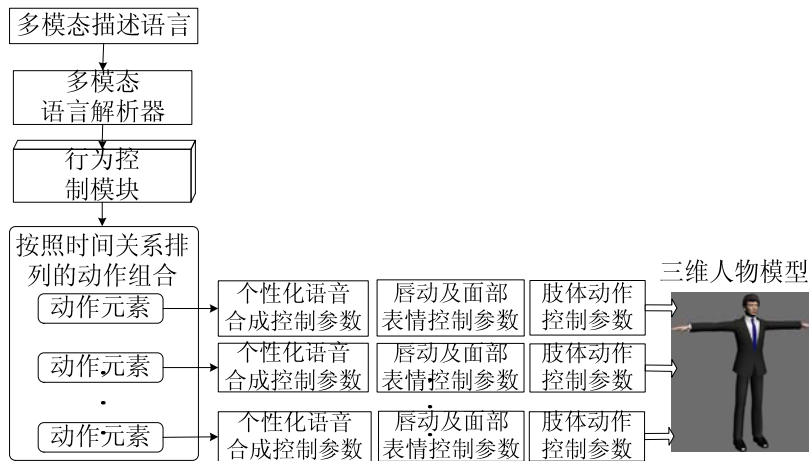 多模态描述语言
多模态
语言解析器
行为控
制模块
按照时间关系排
列的动作组合
动作元素
个性化语音
合成控制参数
唇动及面部
表情控制参数
肢体动作
控制参数
三维人物模型
动作元素
个性化语音
合成控制参数
唇动及面部
表情控制参数
肢体动作
控制参数
动作元素
个性化语音
合成控制参数
唇动及面部
表情控制参数
肢体动作
控制参数